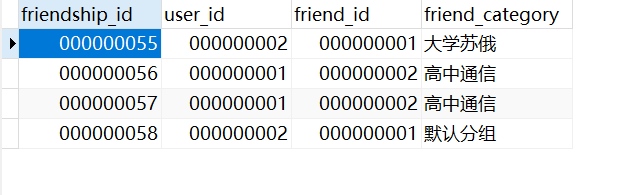 friendship_id user_id friend_id friend_category
000000055 000000002 000000001 大学苏俄
000000056 000000001 000000002 高中通信
000000057 000000001 000000002 高中通信
000000058 000000002 000000001 默认分组